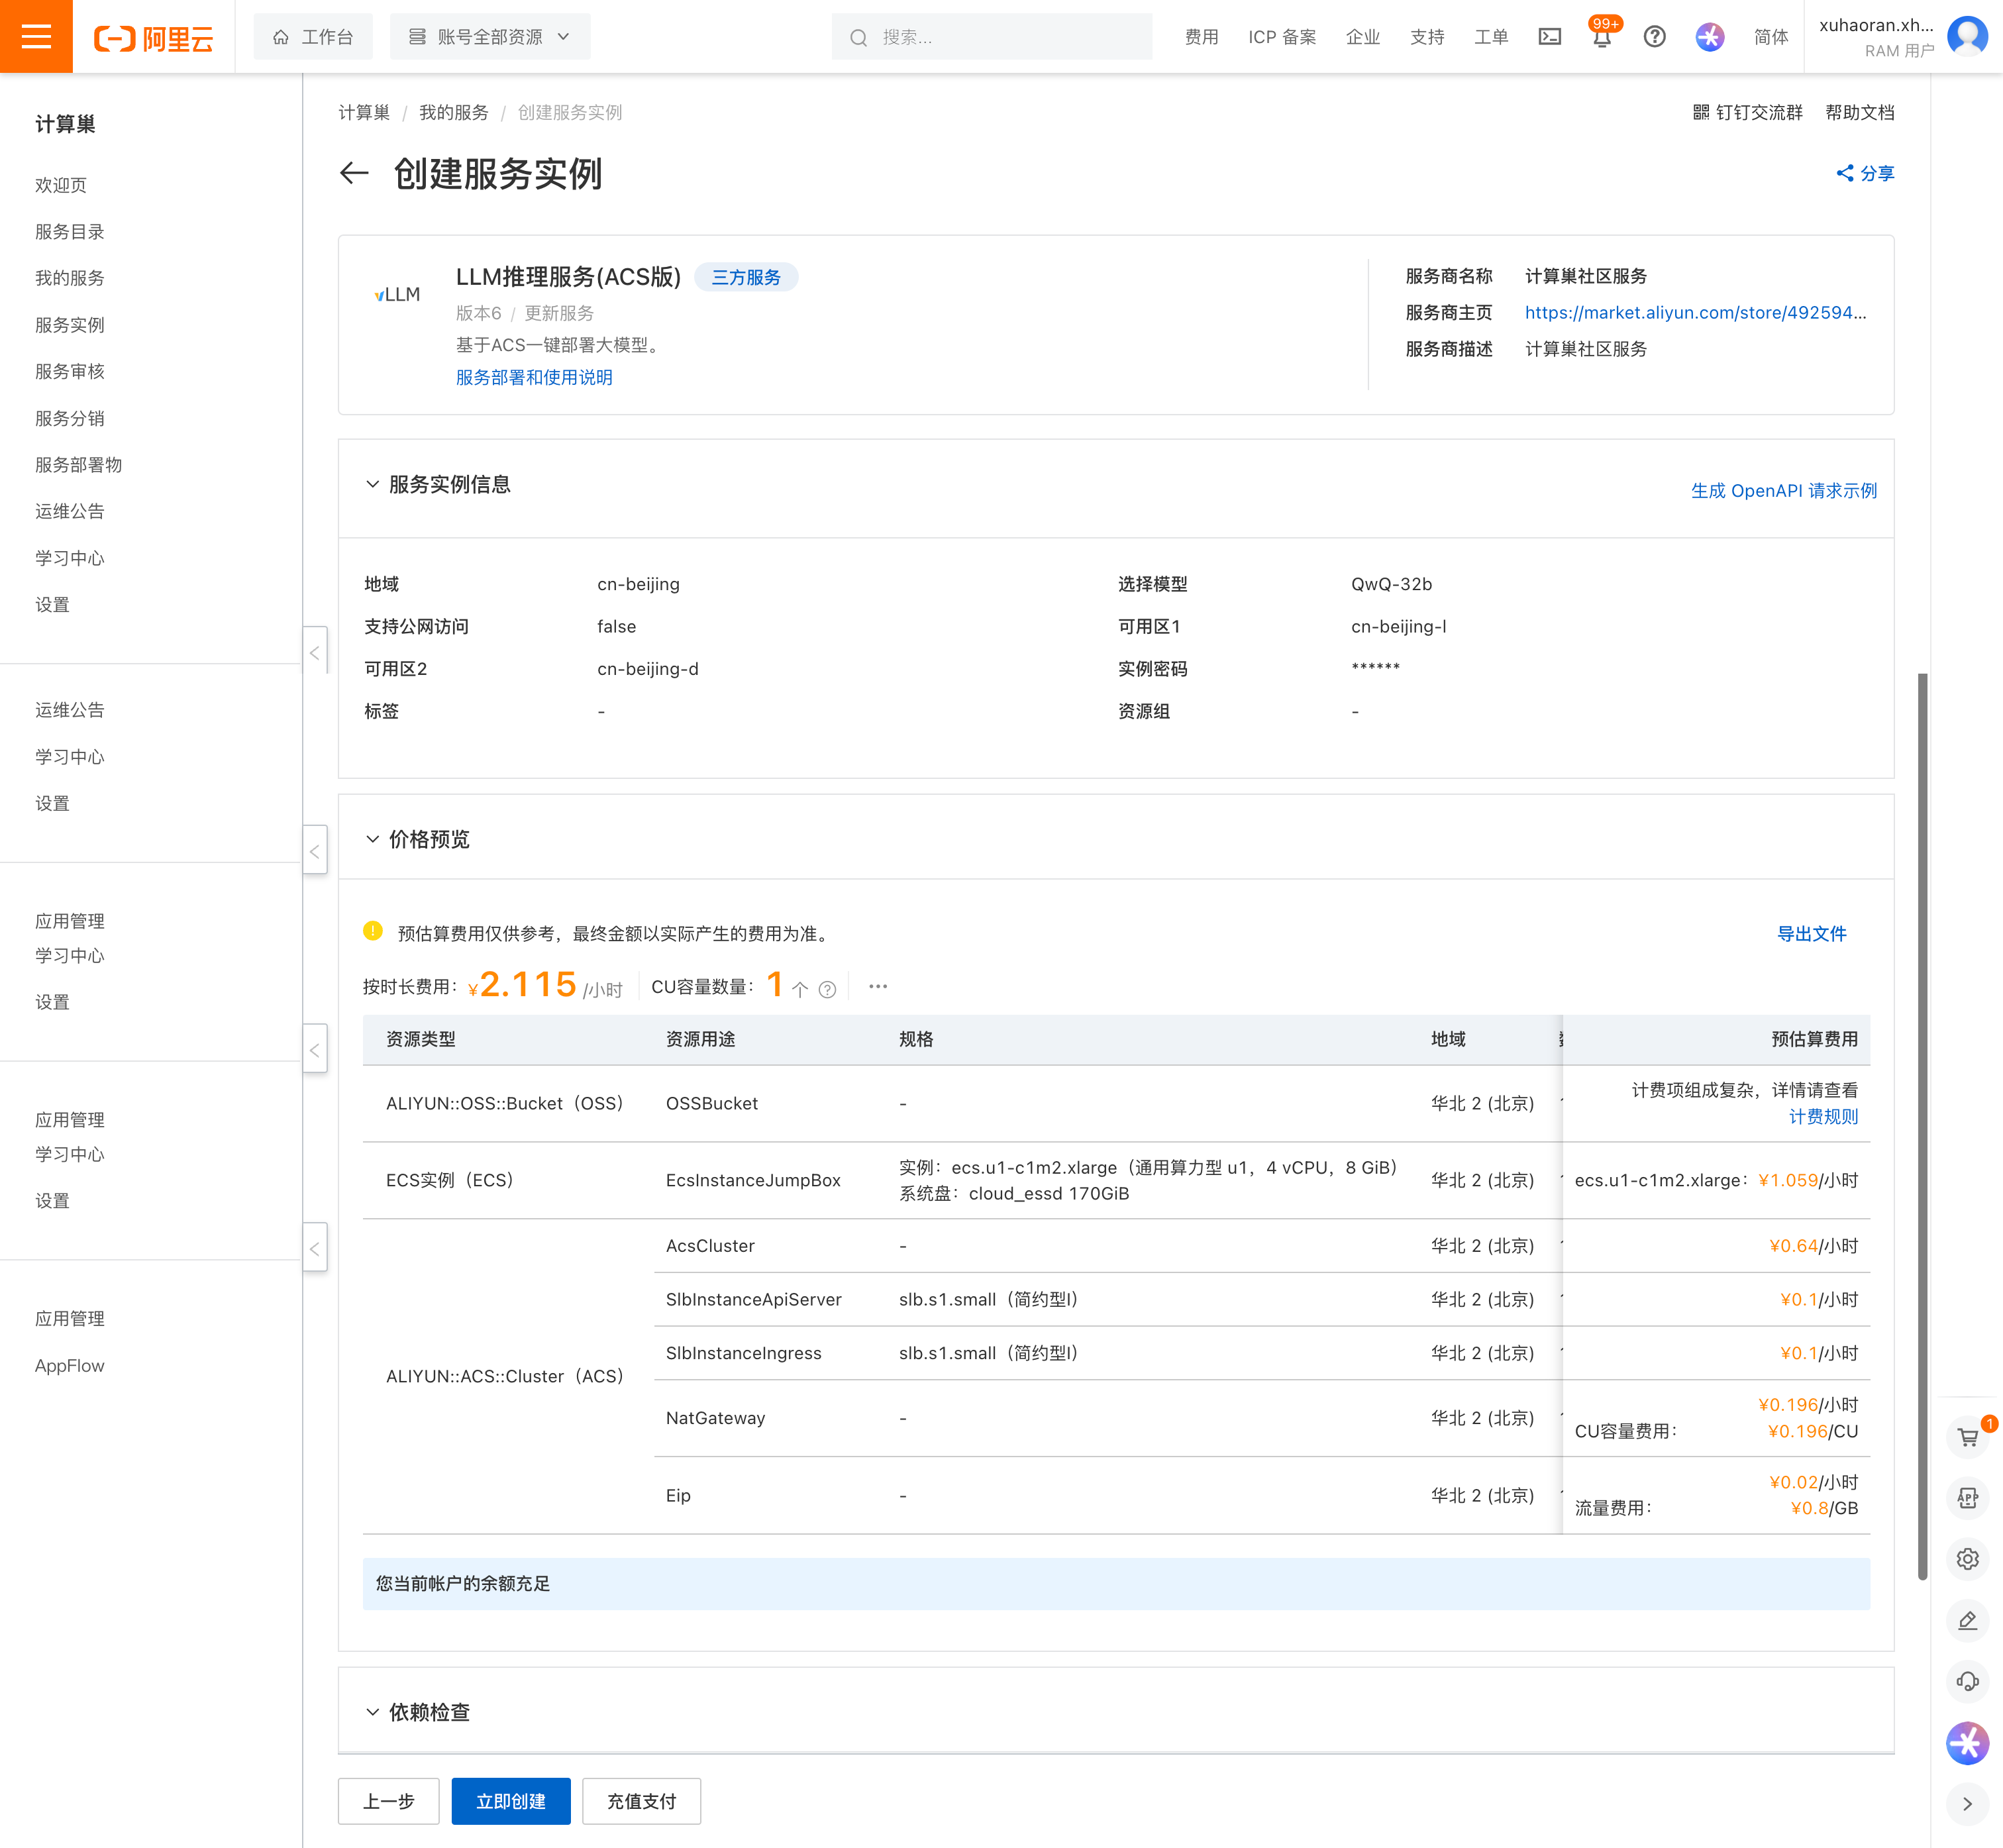 阿里云
工作台
账号全部资源
搜索...
费用
ICP 备案
企业
支持
工单
99+
简体
xuhaoran.xh...
RAM 用户
计算巢
欢迎页
服务目录
我的服务
服务实例
服务审核
服务分销
服务部署物
运维公告
学习中心
设置
运维公告
学习中心
设置
应用管理
学习中心
设置
应用管理
学习中心
设置
应用管理
AppFlow
计算巢 / 我的服务 / 创建服务实例
钉钉交流群
帮助文档
创建服务实例
分享
vLLM
LLM推理服务(ACS版) 三方服务
版本6 / 更新服务
基于ACS一键部署大模型。
服务部署和使用说明
服务商名称 计算巢社区服务
服务商主页 https://market.aliyun.com/store/492594...
服务商描述 计算巢社区服务
服务实例信息
生成 OpenAPI 请求示例
地域 cn-beijing 选择模型 QwQ-32b
支持公网访问 false 可用区1 cn-beijing-l
可用区2 cn-beijing-d 实例密码 ******
标签 - 资源组 -
价格预览
预估算费用仅供参考，最终金额以实际产生的费用为准。
导出文件
按时长费用： ¥2.115 /小时 CU容量数量： 1 个 ...
资源类型 资源用途 规格 地域 预估算费用
ALIYUN::OSS::Bucket（OSS） OSSBucket - 华北 2 (北京) 计费项组成复杂，详情请查看
计费规则
ECS实例（ECS） EcsInstanceJumpBox 实例：ecs.u1-c1m2.xlarge（通用算力型 u1，4 vCPU，8 GiB）
系统盘：cloud_essd 170GiB
华北 2 (北京) ecs.u1-c1m2.xlarge：¥1.059/小时
ALIYUN::ACS::Cluster（ACS）
AcsCluster - 华北 2 (北京) ¥0.64/小时
SlbInstanceApiServer slb.s1.small（简约型I） 华北 2 (北京) ¥0.1/小时
SlbInstanceIngress slb.s1.small（简约型I） 华北 2 (北京) ¥0.1/小时
NatGateway - 华北 2 (北京) ¥0.196/小时
CU容量费用： ¥0.196/CU
Eip - 华北 2 (北京) ¥0.02/小时
流量费用： ¥0.8/GB
您当前帐户的余额充足
依赖检查
上一步
立即创建
充值支付
1
APP